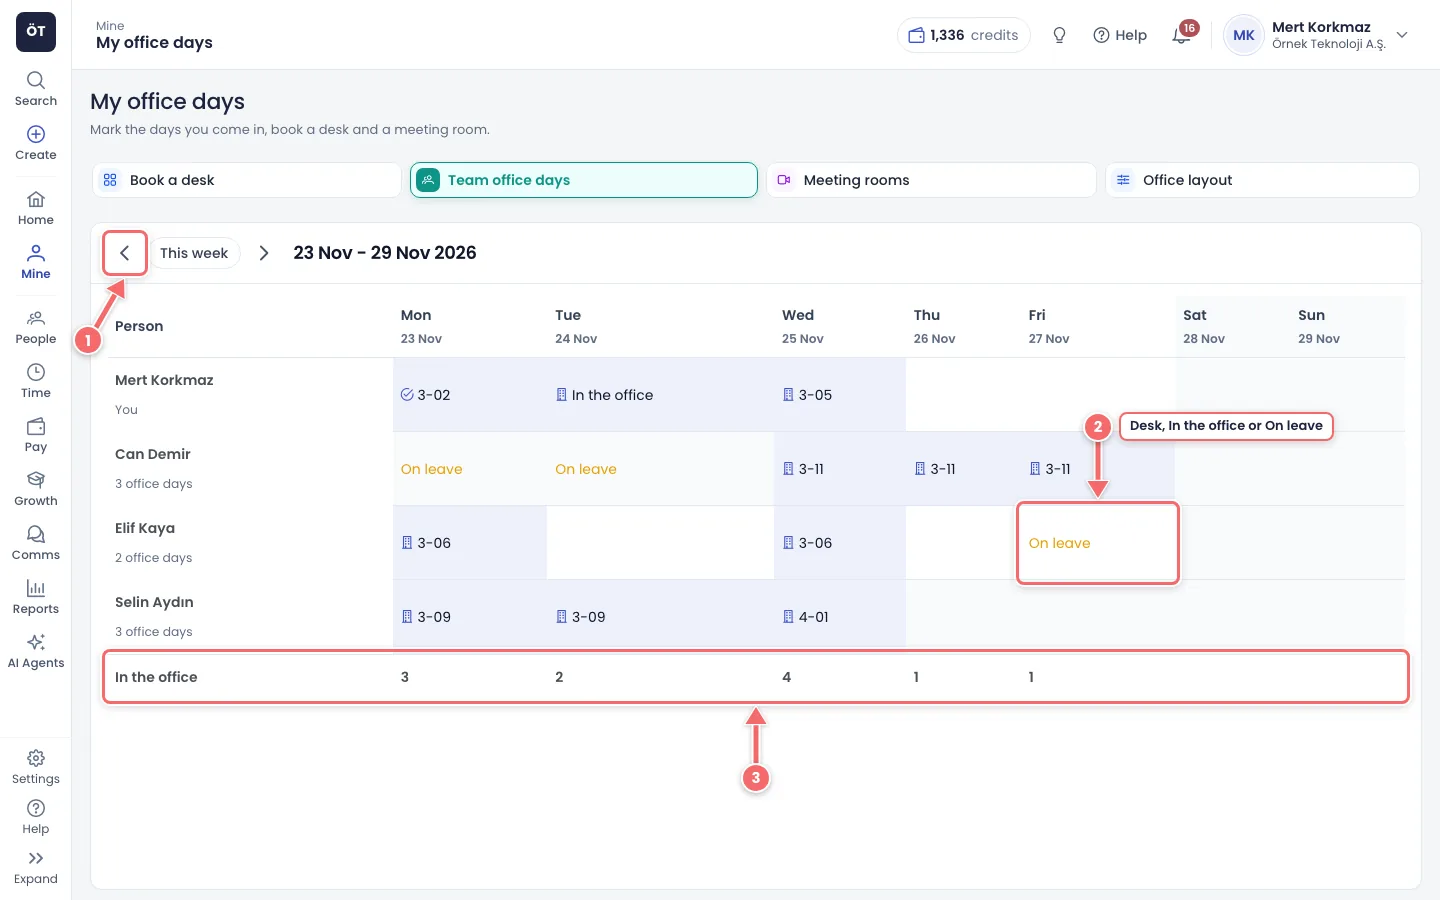 ÖT
Search
Create
Home
Mine
People
Time
Pay
Growth
Comms
Reports
AI Agents
Settings
Help
Expand
Mine
My office days
1,336 credits
Help
16
MK
Mert Korkmaz
Örnek Teknoloji A.Ş.
My office days
Mark the days you come in, book a desk and a meeting room.
Book a desk
Team office days
Meeting rooms
Office layout
This week
23 Nov - 29 Nov 2026
1
Person
Mon 23 Nov
Tue 24 Nov
Wed 25 Nov
Thu 26 Nov
Fri 27 Nov
Sat 28 Nov
Sun 29 Nov
Mert Korkmaz
You
3-02
In the office
3-05
2
Desk, In the office or On leave
Can Demir
3 office days
On leave
On leave
3-11
3-11
3-11
Elif Kaya
2 office days
3-06
3-06
On leave
Selin Aydın
3 office days
3-09
3-09
4-01
In the office
3
2
4
1
1
3